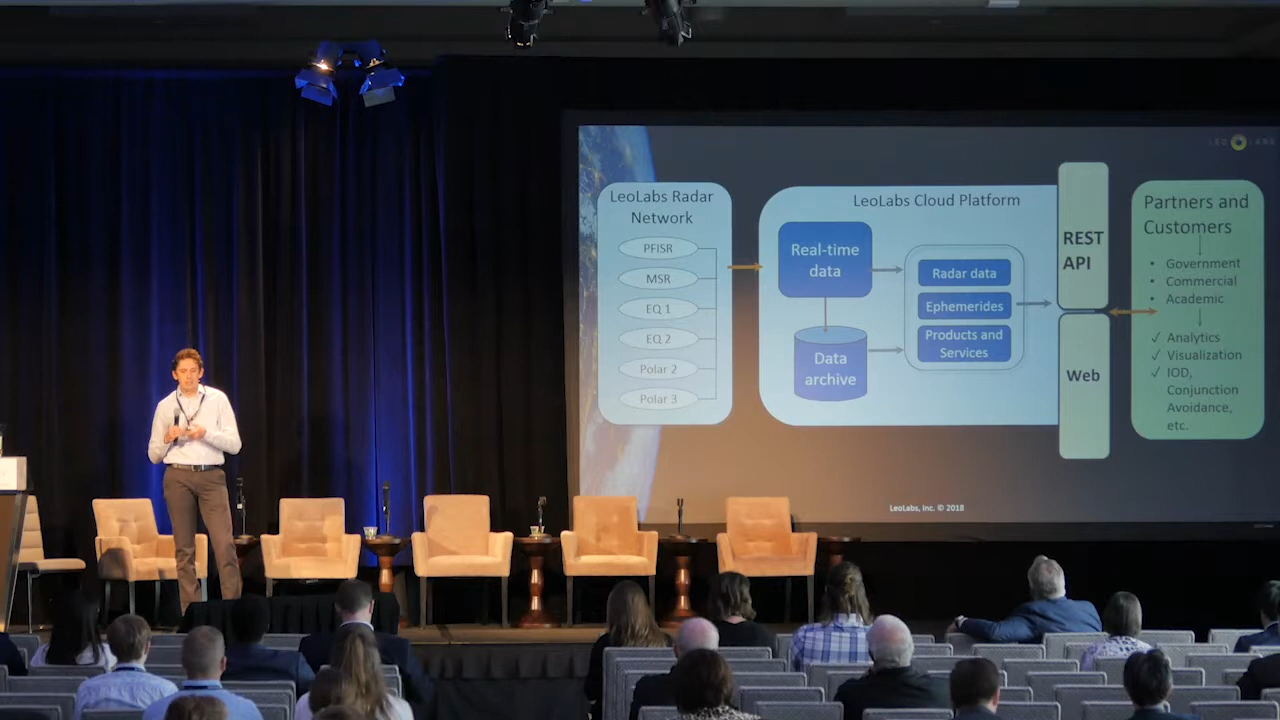 LEO LABS
LeoLabs Radar
Network
PFISR
MSR
EQ 1
EQ 2
Polar 2
Polar 3
LeoLabs Cloud Platform
Real-time
data
Data
archive
Radar data
Ephemerides
Products and
Services
REST
API
Web
Partners and
Customers
• Government
• Commercial
• Academic
✓ Analytics
✓ Visualization
✓ IOD,
Conjunction
Avoidance,
etc.
LeoLabs, Inc. © 2018